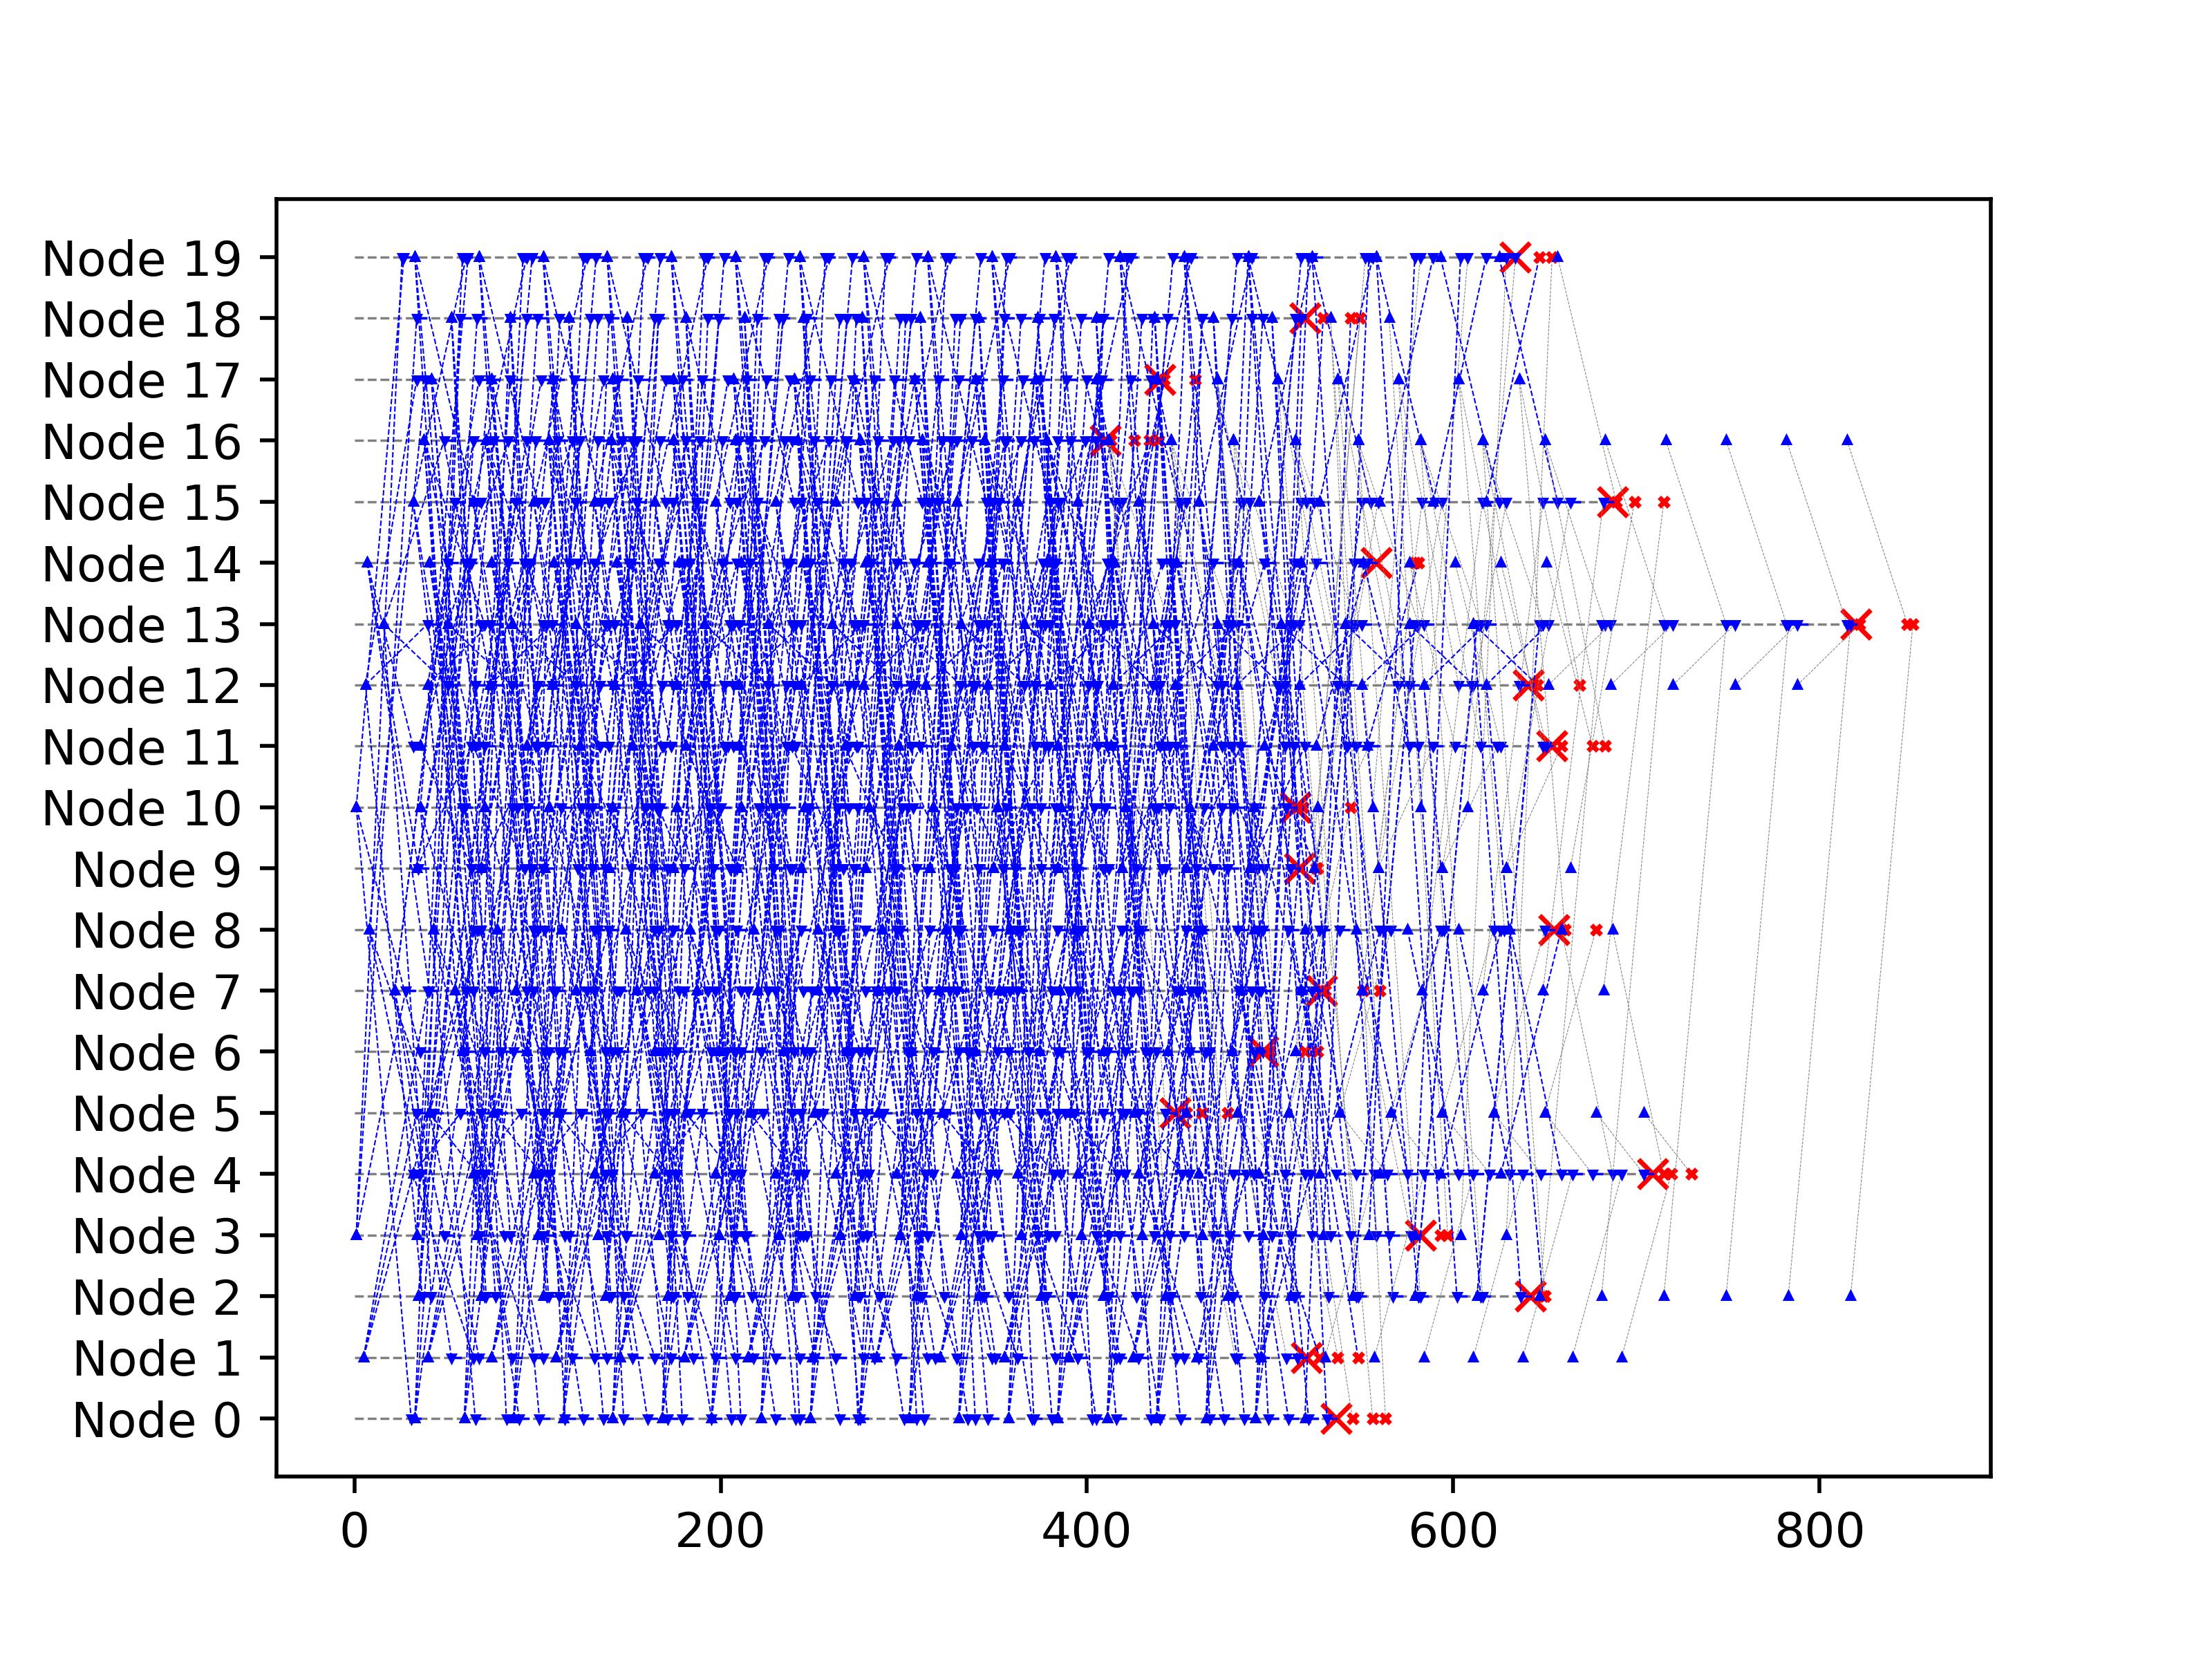 Node 19
Node 18
Node 17
Node 16
Node 15
Node 14
Node 13
Node 12
Node 11
Node 10
Node 9
Node 8
Node 7
Node 6
Node 5
Node 4
Node 3
Node 2
Node 1
Node 0
0 200 400 600 800